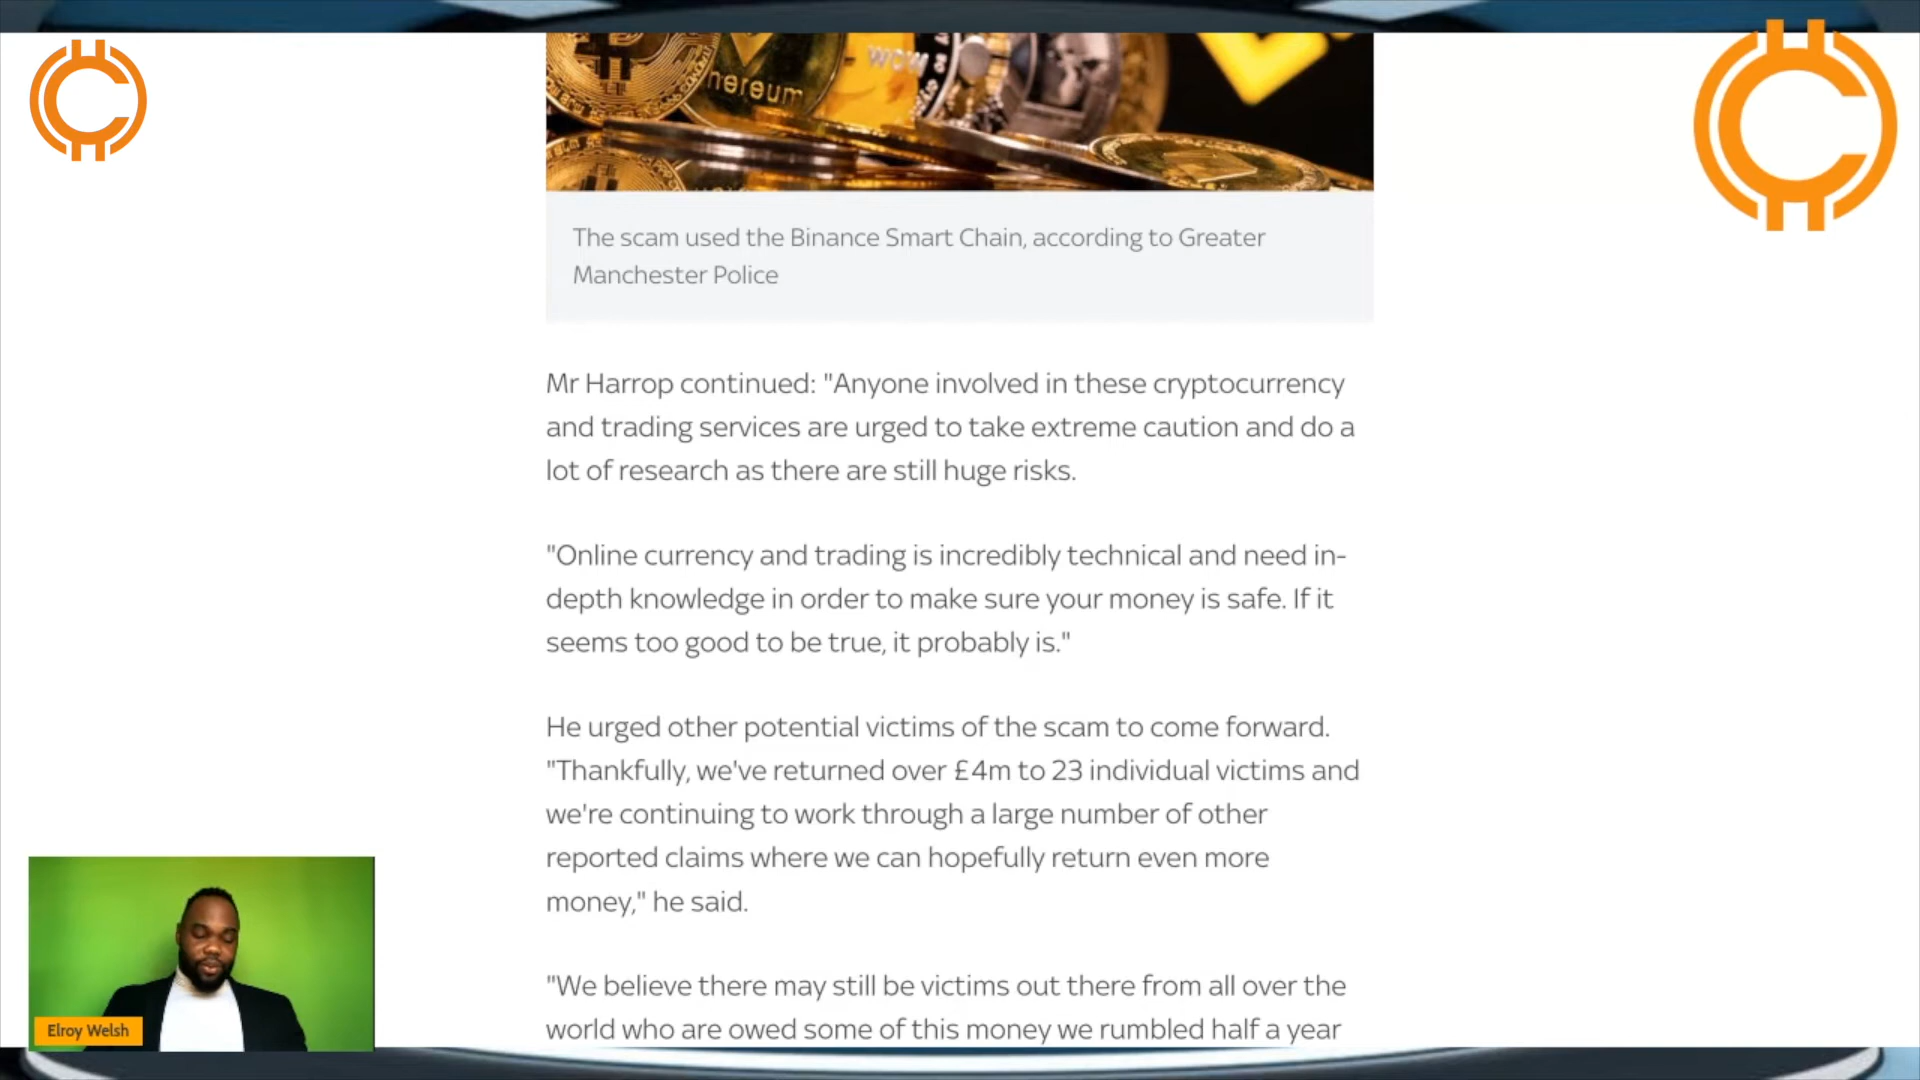 hereum
WOW
The scam used the Binance Smart Chain, according to Greater
Manchester Police
Mr Harrop continued: "Anyone involved in these cryptocurrency
and trading services are urged to take extreme caution and do a
lot of research as there are still huge risks.
"Online currency and trading is incredibly technical and need in-
depth knowledge in order to make sure your money is safe. If it
seems too good to be true, it probably is."
He urged other potential victims of the scam to come forward.
"Thankfully, we've returned over £4m to 23 individual victims and
we're continuing to work through a large number of other
reported claims where we can hopefully return even more
money," he said.
"We believe there may still be victims out there from all over the
world who are owed some of this money we rumbled half a year
Elroy Welsh